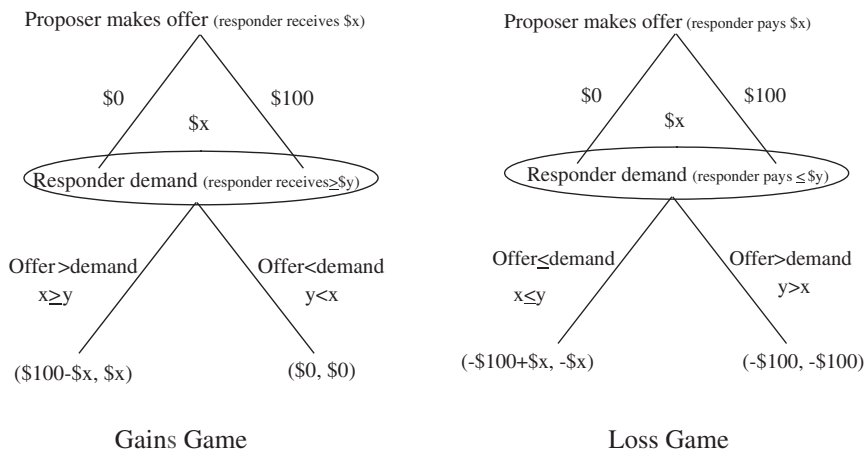 Proposer makes offer (responder receives $x)
$0
$100
$x
Responder demand (responder receives≥$y)
Offer>demand
x≥y
Offer<demand
y<x
($100-$x, $x)
($0, $0)
Gains Game
Proposer makes offer (responder pays $x)
$0
$100
$x
Responder demand (responder pays ≤$y)
Offer≤demand
x≤y
Offer>demand
y>x
(-$100+$x, -$x)
(-$100, -$100)
Loss Game